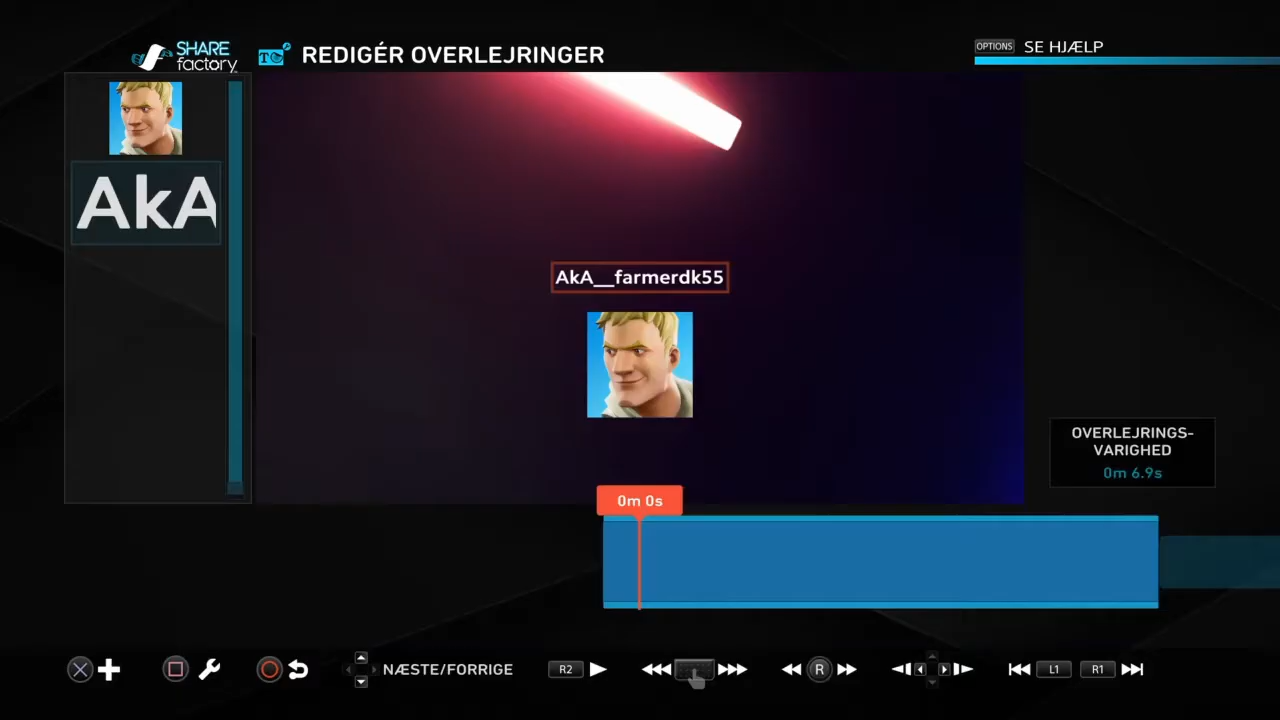 SHARE
factory
REDIGÉR OVERLEJRINGER
OPTIONS
SE HJÆLP
AkA
AkA__farmerdk55
OVERLEJRINGS-
VARIGHED
0m 6.9s
0m 0s
NÆSTE/FORRIGE
R2
R
L1
R1